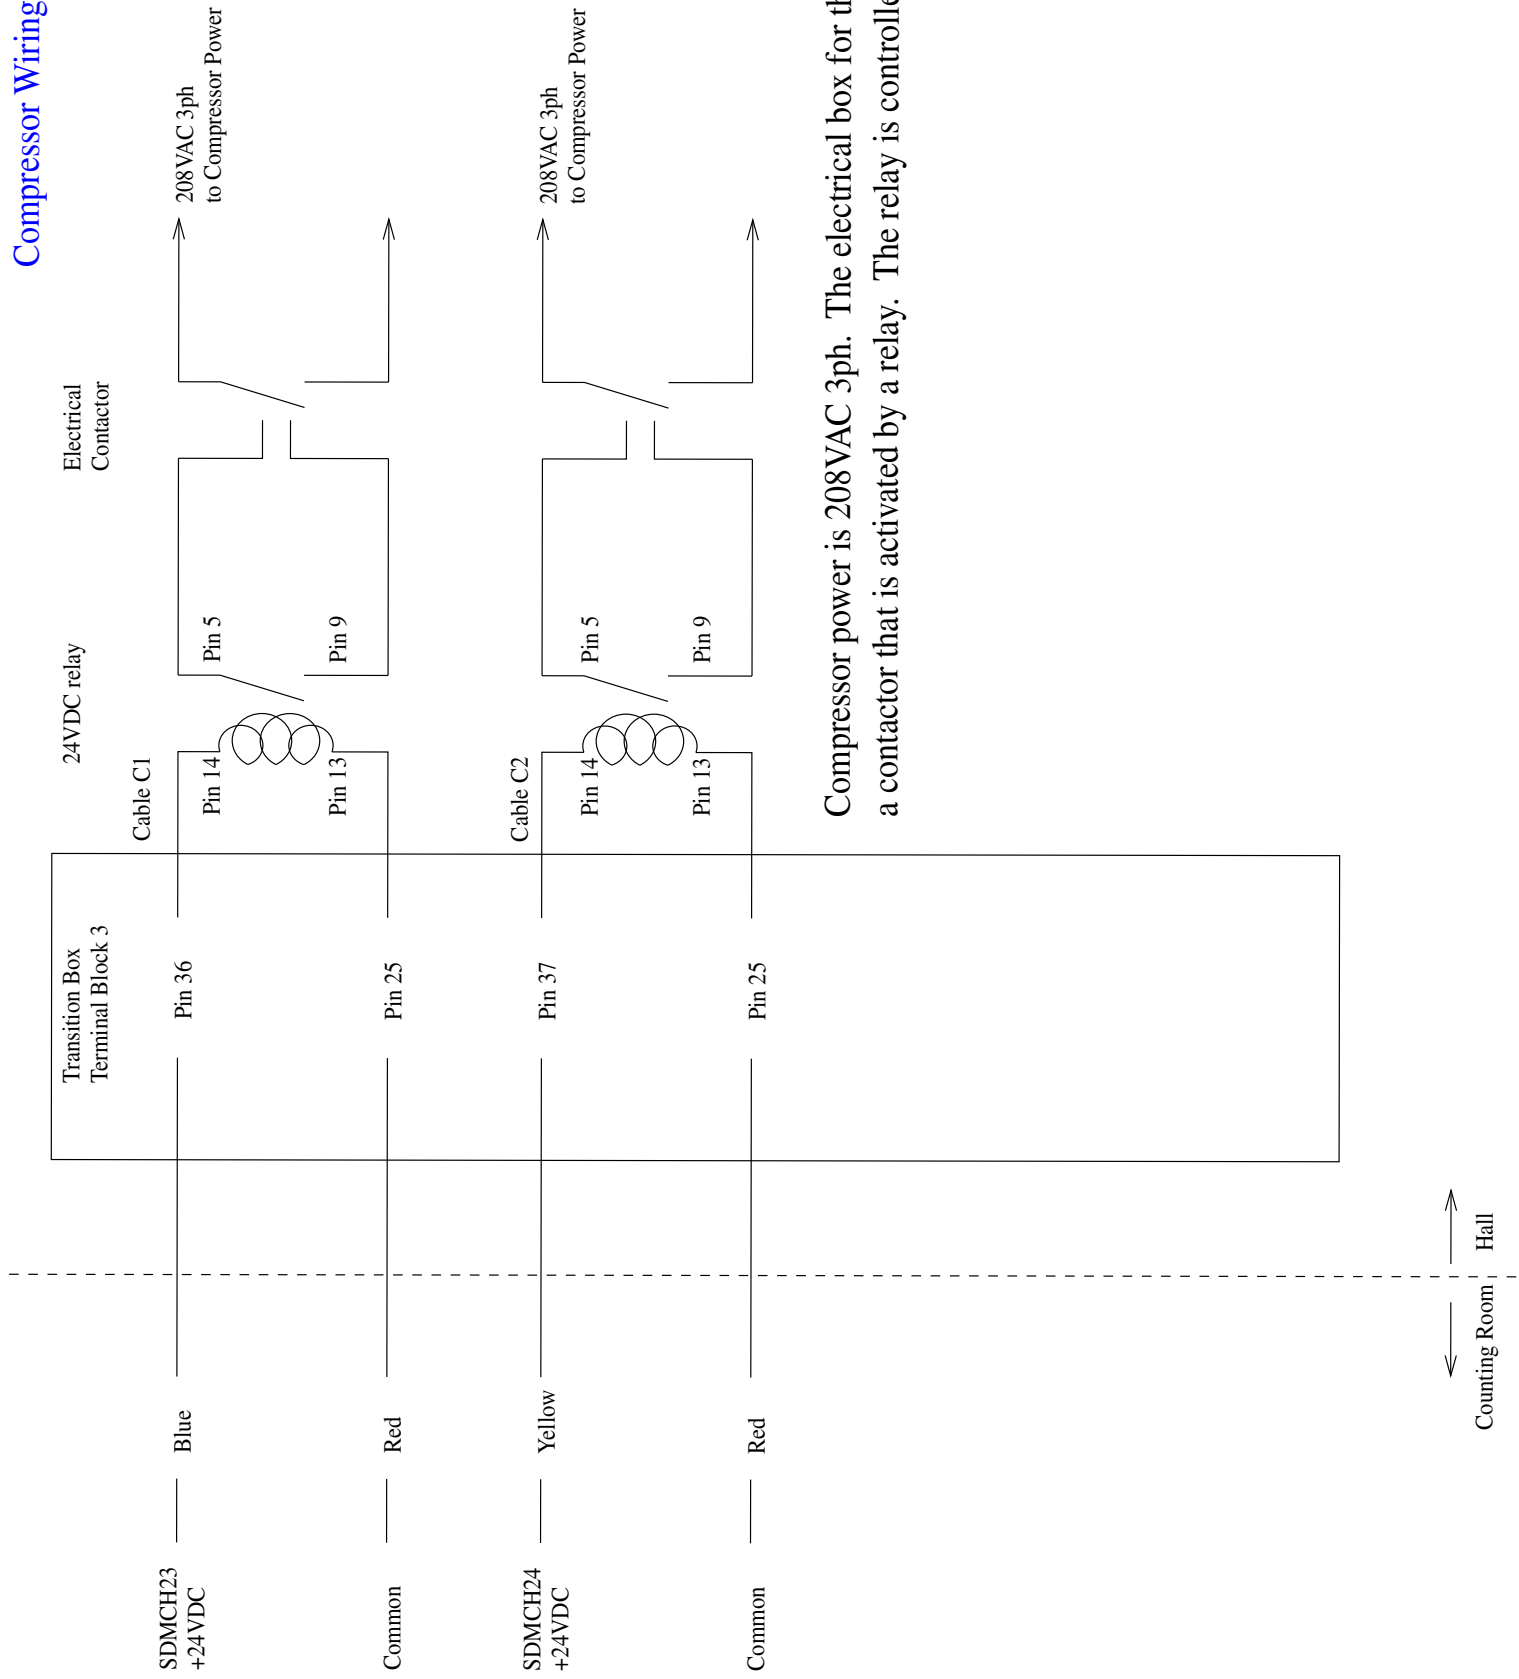 Compressor Wiring
Electrical
Contactor
24VDC relay
Transition Box
Terminal Block 3
208VAC 3ph
to Compressor Power
Cable C1
Pin 5
Pin 9
Pin 14
Pin 13
Pin 36
Pin 25
Blue
Red
SDMCH23
+24VDC
Common
208VAC 3ph
to Compressor Power
Cable C2
Pin 5
Pin 9
Pin 14
Pin 13
Pin 37
Pin 25
Yellow
Red
SDMCH24
+24VDC
Common
Compressor power is 208VAC 3ph. The electrical box for
a contactor that is activated by a relay. The relay is
Counting Room
Hall